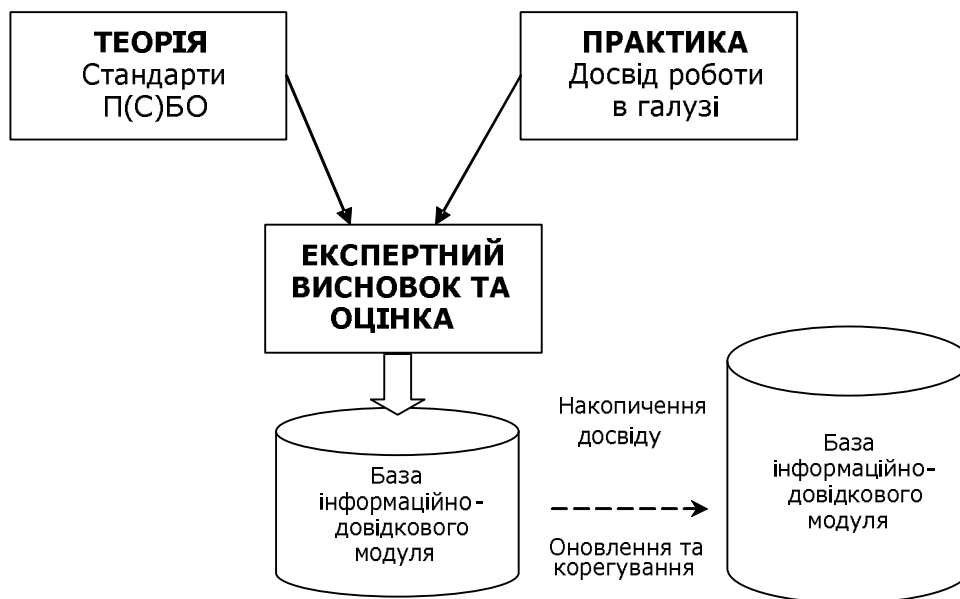 ТЕОРІЯ
Стандарти
П(С)БО
ПРАКТИКА
Досвід роботи
в галузі
ЕКСПЕРТНИЙ
ВИСНОВОК ТА
ОЦІНКА
База
інформаційно-
довідкового
модуля
Накопичення
досвіду
Оновлення та
корегування
База
інформаційно-
довідкового
модуля